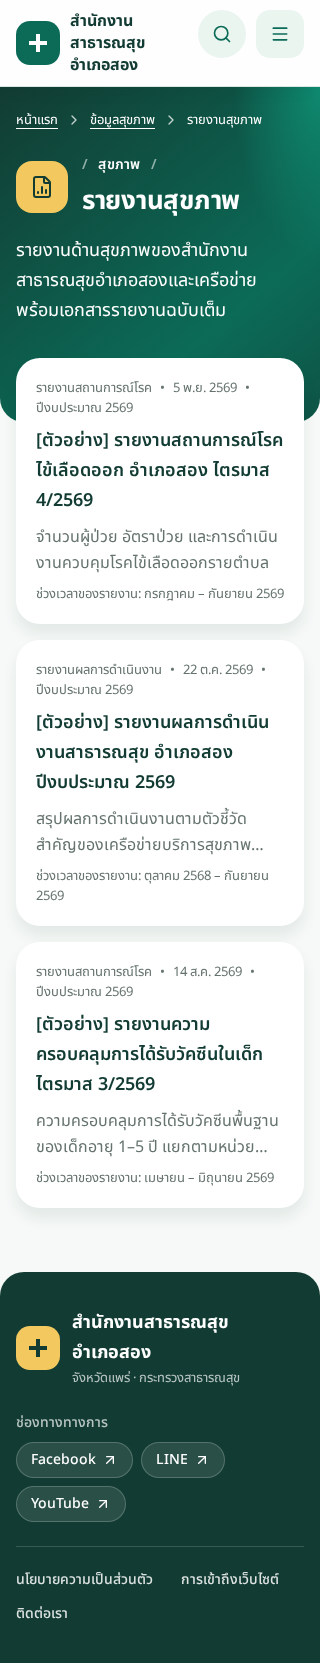 สำนักงาน
สาธารณสุข
อำเภอสอง
หน้าแรก > ข้อมูลสุขภาพ > รายงานสุขภาพ
/ สุขภาพ /
รายงานสุขภาพ
รายงานด้านสุขภาพของสำนักงาน
สาธารณสุขอำเภอสองและเครือข่าย
พร้อมเอกสารรายงานฉบับเต็ม
รายงานสถานการณ์โรค • 5 พ.ย. 2569 •
ปีงบประมาณ 2569
[ตัวอย่าง] รายงานสถานการณ์โรค
ไข้เลือดออก อำเภอสอง ไตรมาส
4/2569
จำนวนผู้ป่วย อัตราป่วย และการดำเนิน
งานควบคุมโรคไข้เลือดออกรายตำบล
ช่วงเวลาของรายงาน: กรกฎาคม – กันยายน 2569
รายงานผลการดำเนินงาน • 22 ต.ค. 2569 •
ปีงบประมาณ 2569
[ตัวอย่าง] รายงานผลการดำเนิน
งานสาธารณสุข อำเภอสอง
ปีงบประมาณ 2569
สรุปผลการดำเนินงานตามตัวชี้วัด
สำคัญของเครือข่ายบริการสุขภาพ…
ช่วงเวลาของรายงาน: ตุลาคม 2568 – กันยายน
2569
รายงานสถานการณ์โรค • 14 ส.ค. 2569 •
ปีงบประมาณ 2569
[ตัวอย่าง] รายงานความ
ครอบคลุมการได้รับวัคซีนในเด็ก
ไตรมาส 3/2569
ความครอบคลุมการได้รับวัคซีนพื้นฐาน
ของเด็กอายุ 1–5 ปี แยกตามหน่วย…
ช่วงเวลาของรายงาน: เมษายน – มิถุนายน 2569
สำนักงานสาธารณสุข
อำเภอสอง
จังหวัดแพร่ · กระทรวงสาธารณสุข
ช่องทางทางการ
Facebook
LINE
YouTube
นโยบายความเป็นส่วนตัว
การเข้าถึงเว็บไซต์
ติดต่อเรา